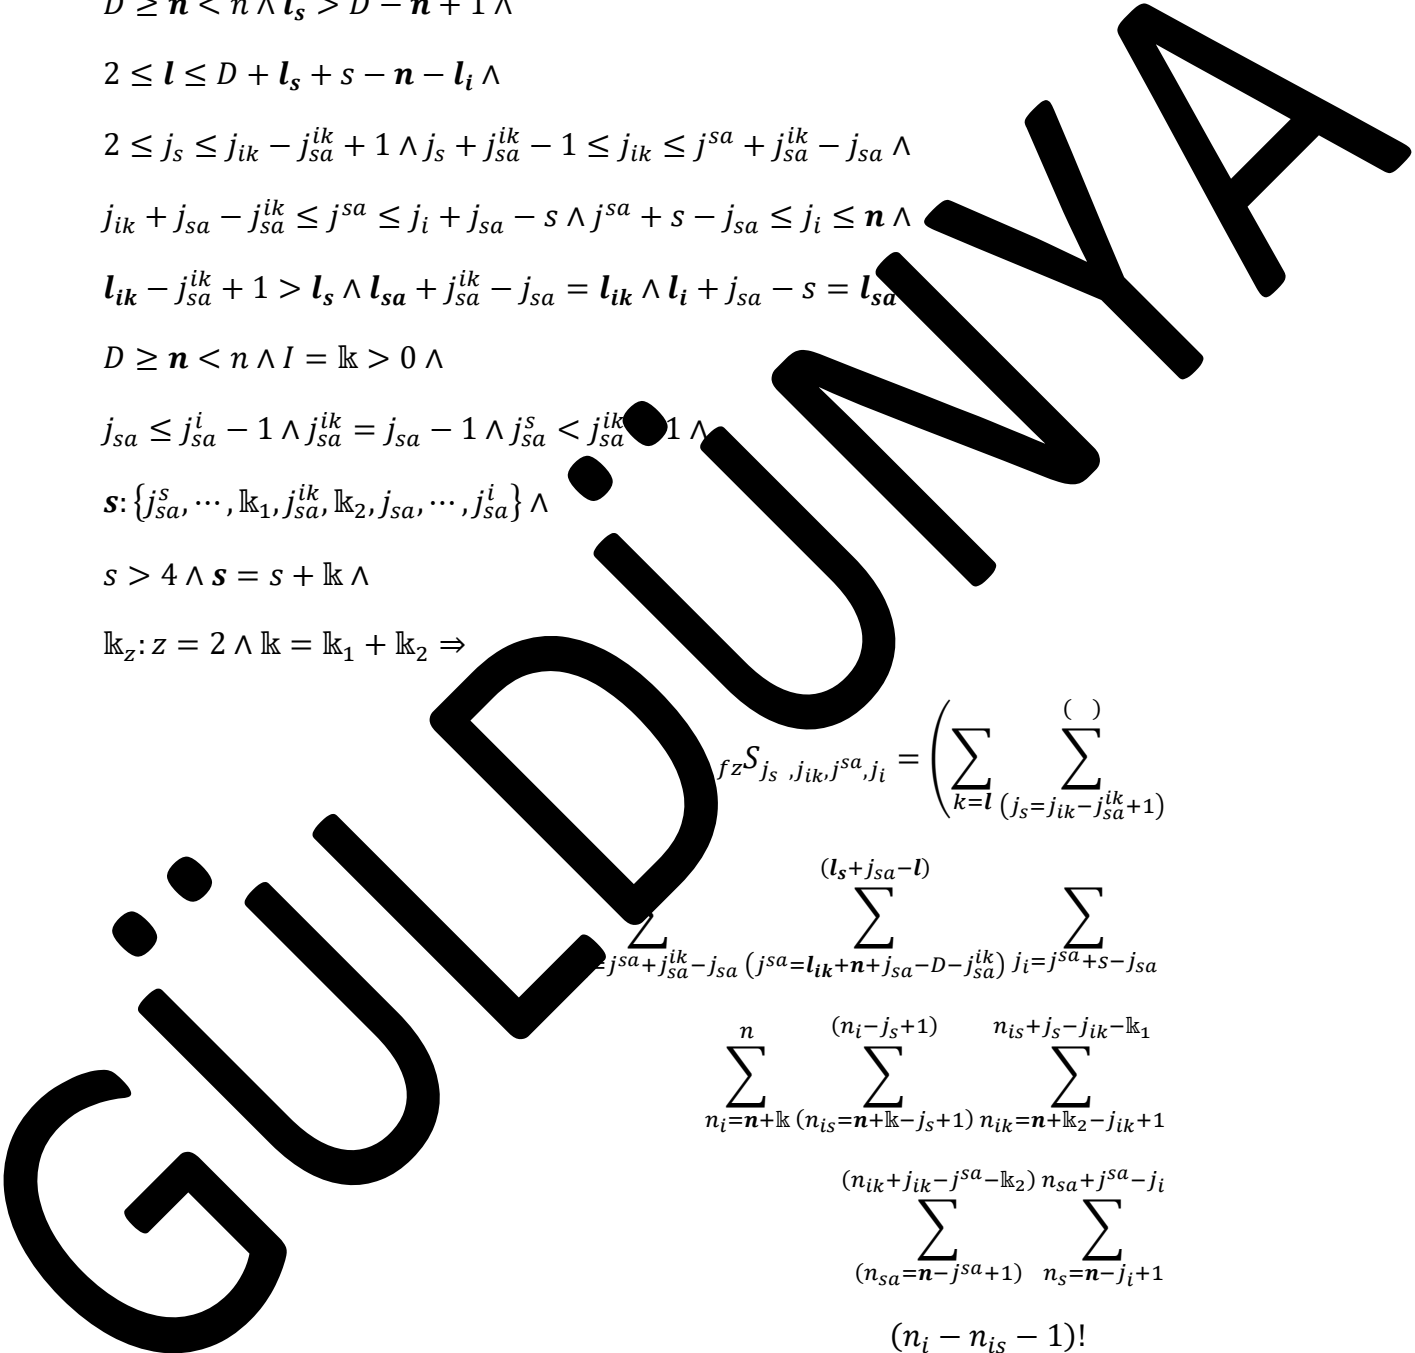 D ≥ 𝒏 < n ∧ 𝒍_𝒔 > D − 𝒏 + 1 ∧
2 ≤ 𝒍 ≤ D + 𝒍_𝒔 + s − 𝒏 − 𝒍_𝒊 ∧
2 ≤ j_s ≤ j_{ik} − j_{sa}^{ik} + 1 ∧ j_s + j_{sa}^{ik} − 1 ≤ j_{ik} ≤ j^{sa} + j_{sa}^{ik} − j_{sa} ∧
j_{ik} + j_{sa} − j_{sa}^{ik} ≤ j^{sa} ≤ j_i + j_{sa} − s ∧ j^{sa} + s − j_{sa} ≤ j_i ≤ 𝒏 ∧
𝒍_{𝒊𝒌} − j_{sa}^{ik} + 1 > 𝒍_𝒔 ∧ 𝒍_{𝒔𝒂} + j_{sa}^{ik} − j_{sa} = 𝒍_{𝒊𝒌} ∧ 𝒍_𝒊 + j_{sa} − s = 𝒍_{𝒔𝒂}
D ≥ 𝒏 < n ∧ I = 𝕜 > 0 ∧
j_{sa} ≤ j_{sa}^{i} − 1 ∧ j_{sa}^{ik} = j_{sa} − 1 ∧ j_{sa}^{s} < j_{sa}^{ik} 1 ∧
𝒔: {j_{sa}^{s}, ⋯ , 𝕜_1, j_{sa}^{ik}, 𝕜_2, j_{sa}, ⋯ , j_{sa}^{i}} ∧
s > 4 ∧ 𝒔 = s + 𝕜 ∧
𝕜_z: z = 2 ∧ 𝕜 = 𝕜_1 + 𝕜_2 ⇒
_{fz}S_{j_s ,j_{ik},j^{sa},j_i} = ( ∑_{k=𝒍} ∑_{(j_s=j_{ik}−j_{sa}^{ik}+1)}^{( )}
∑_{=j^{sa}+j_{sa}^{ik}−j_{sa}} ∑_{(j^{sa}=𝒍_{𝒊𝒌}+𝒏+j_{sa}−D−j_{sa}^{ik})}^{(𝒍_𝒔+j_{sa}−𝒍)} ∑_{j_i=j^{sa}+s−j_{sa}}
∑_{n_i=𝒏+𝕜}^{n} ∑_{(n_{is}=𝒏+𝕜−j_s+1)}^{(n_i−j_s+1)} ∑_{n_{ik}=𝒏+𝕜_2−j_{ik}+1}^{n_{is}+j_s−j_{ik}−𝕜_1}
∑_{(n_{sa}=𝒏−j^{sa}+1)}^{(n_{ik}+j_{ik}−j^{sa}−𝕜_2)} ∑_{n_s=𝒏−j_i+1}^{n_{sa}+j^{sa}−j_i}
(n_i − n_{is} − 1)!
GÜLDÜNYA